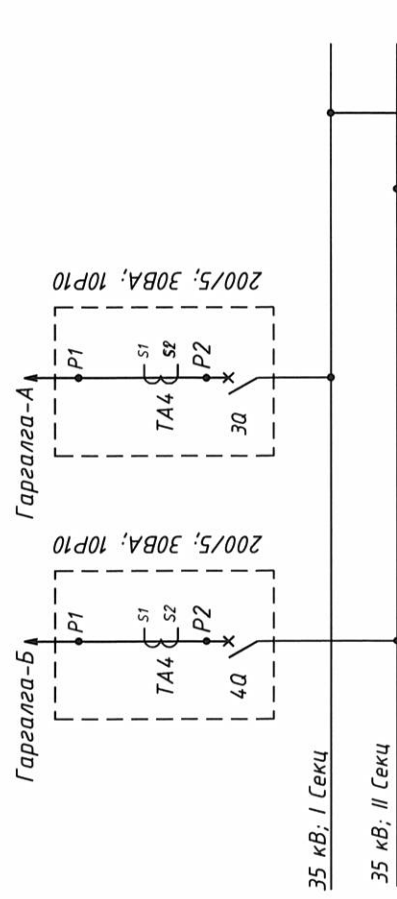 Гаргалга-Б
Гаргалга-А
200/5; 30ВА; 10Р10
200/5; 30ВА; 10Р10
P1
S1
TA4
S2
P2
4Q
P1
S1
TA4
S2
P2
3Q
35 кВ; I Секц
35 кВ; II Секц